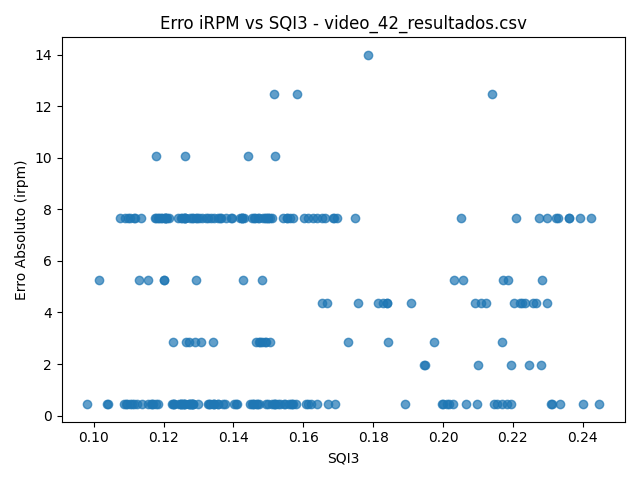 Erro iRPM vs SQI3 - video_42_resultados.csv
14
12
10
8
6
4
2
0
Erro Absoluto (irpm)
0.10 0.12 0.14 0.16 0.18 0.20 0.22 0.24
SQI3